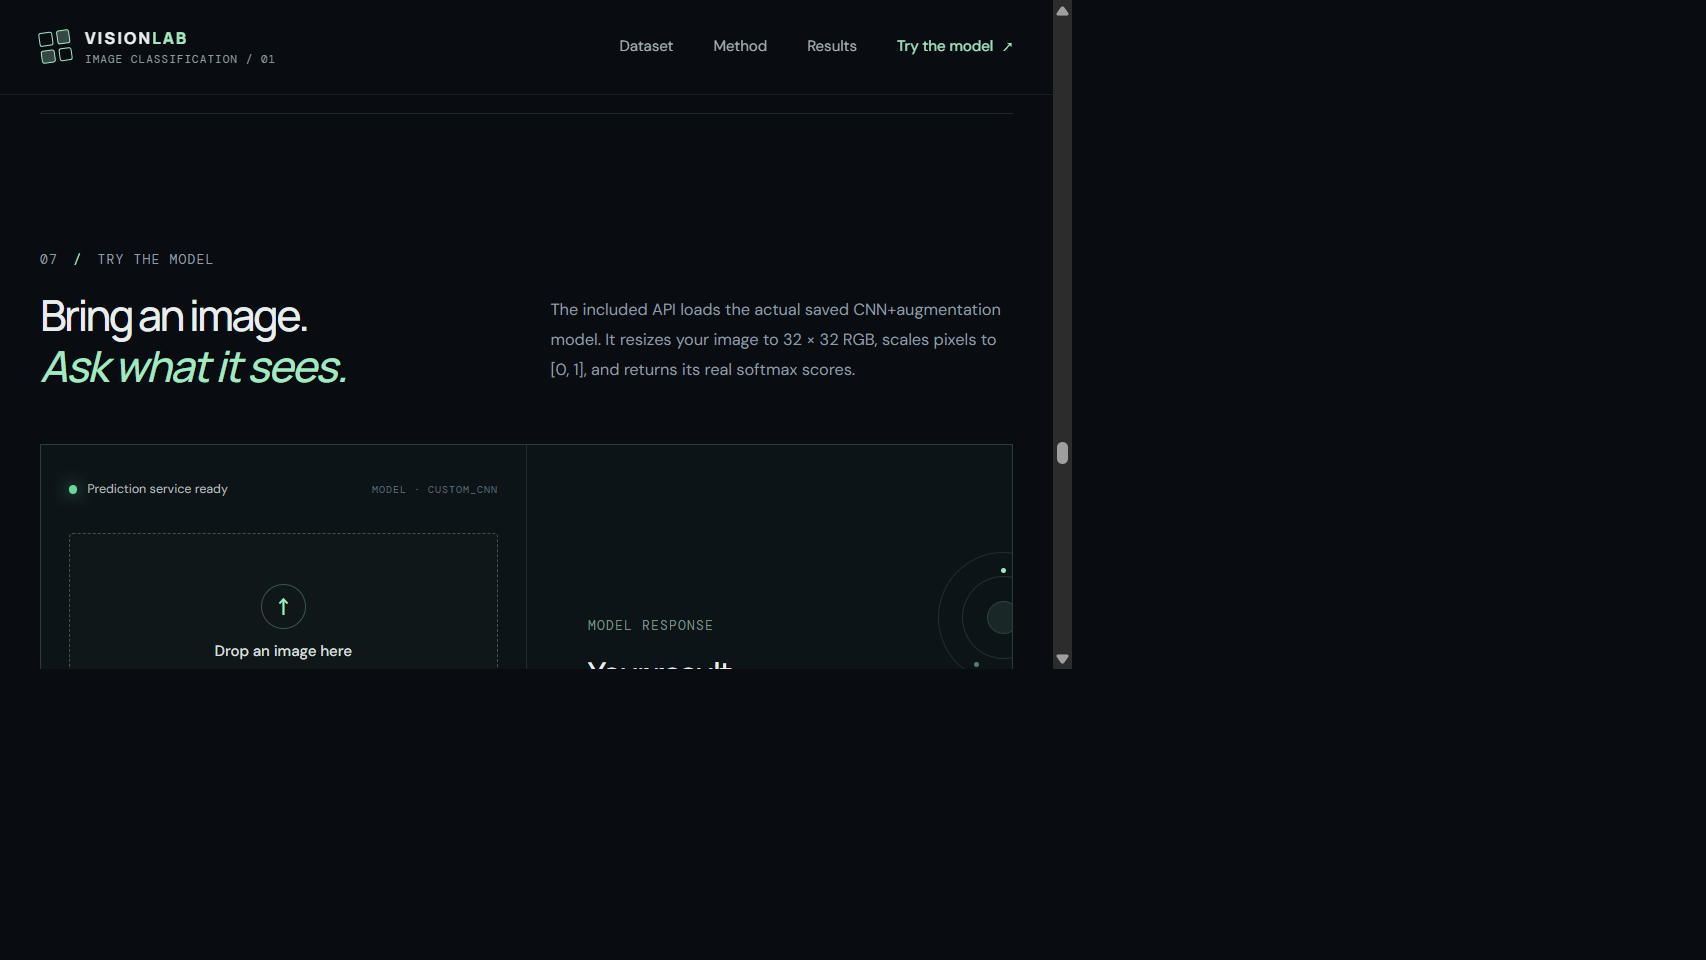 VISIONLAB
IMAGE CLASSIFICATION / 01
Dataset
Method
Results
Try the model ↗
07 / TRY THE MODEL
Bring an image.
Ask what it sees.
The included API loads the actual saved CNN+augmentation
model. It resizes your image to 32 × 32 RGB, scales pixels to
[0, 1], and returns its real softmax scores.
Prediction service ready
MODEL · CUSTOM_CNN
↑
Drop an image here
MODEL RESPONSE
Your result